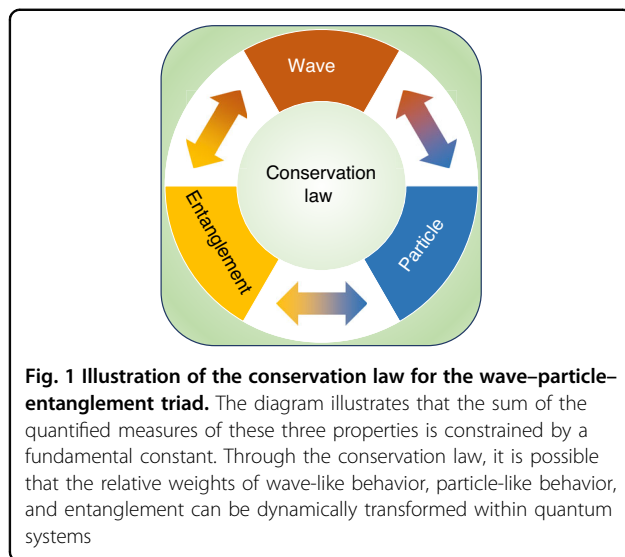 Wave
Conservation
law
Entanglement
Particle
Fig. 1 Illustration of the conservation law for the wave–particle–
entanglement triad. The diagram illustrates that the sum of the
quantified measures of these three properties is constrained by a
fundamental constant. Through the conservation law, it is possible
that the relative weights of wave-like behavior, particle-like behavior,
and entanglement can be dynamically transformed within quantum
systems